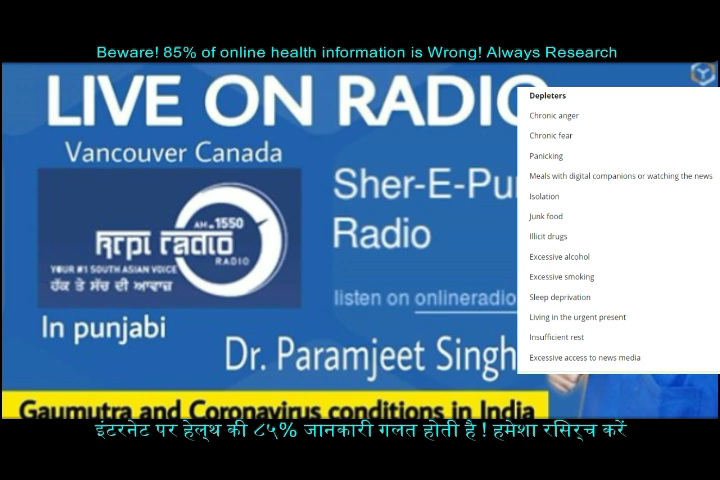 Beware! 85% of online health information is Wrong! Always Research
LIVE ON RADIO
Vancouver Canada
AM 1550
ਸ਼ੇਰੇ radio
RADIO
YOUR #1 SOUTH ASIAN VOICE
ਹੱਕ ਤੇ ਸੱਚ ਦੀ ਆਵਾਜ਼
In punjabi
Sher-E-Pu
Radio
listen on onlineradio
Dr. Paramjeet Singh
Depleters
Chronic anger
Chronic fear
Panicking
Meals with digital companions or watching the news
Isolation
Junk food
Illicit drugs
Excessive alcohol
Excessive smoking
Sleep deprivation
Living in the urgent present
Insufficient rest
Excessive access to news media
Gaumutra and Coronavirus conditions in India
इंटरनेट पर हेल्थ की ८५% जानकारी गलत होती है ! हमेशा रिसर्च करें